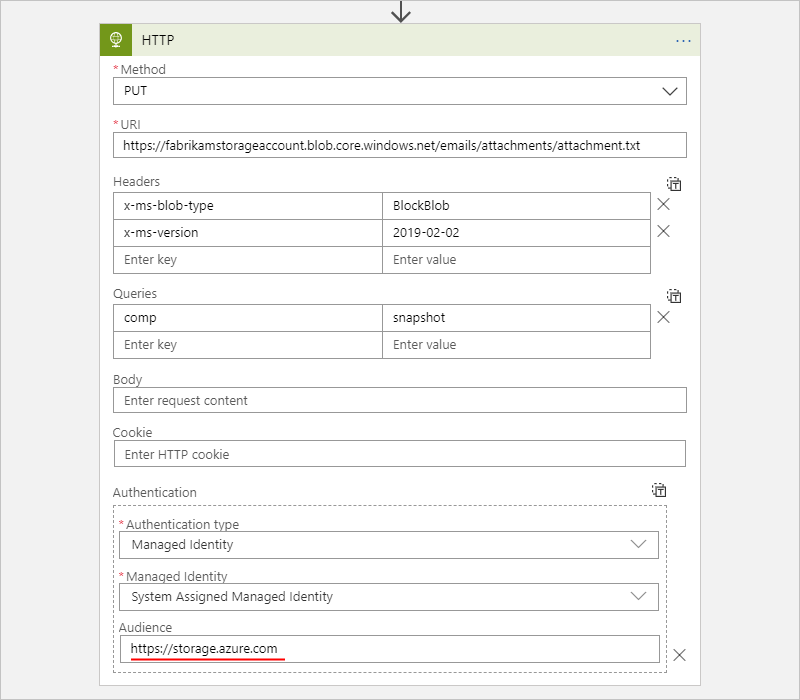 HTTP
* Method
PUT
* URI
https://fabrikamstorageaccount.blob.core.windows.net/emails/attachments/attachment.txt
Headers
x-ms-blob-type BlockBlob
x-ms-version 2019-02-02
Enter key Enter value
Queries
comp snapshot
Enter key Enter value
Body
Enter request content
Cookie
Enter HTTP cookie
Authentication
* Authentication type
Managed Identity
* Managed Identity
System Assigned Managed Identity
Audience
https://storage.azure.com